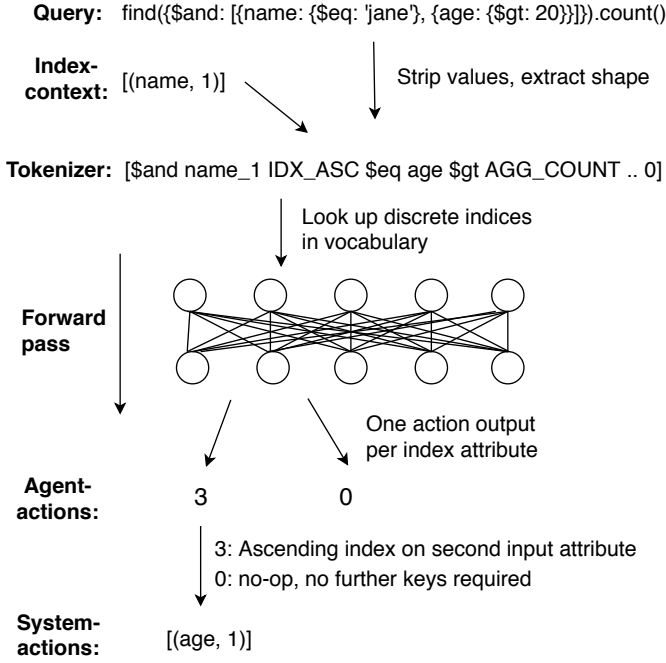 Query: find({$and: [{name: {$eq: 'jane'}, {age: {$gt: 20}}]}).count()
Index-
context: [(name, 1)]
Strip values, extract shape
Tokenizer: [$and name_1 IDX_ASC $eq age $gt AGG_COUNT .. 0]
Look up discrete indices
in vocabulary
Forward
pass
One action output
per index attribute
Agent-
actions: 3 0
3: Ascending index on second input attribute
0: no-op, no further keys required
System-
actions: [(age, 1)]